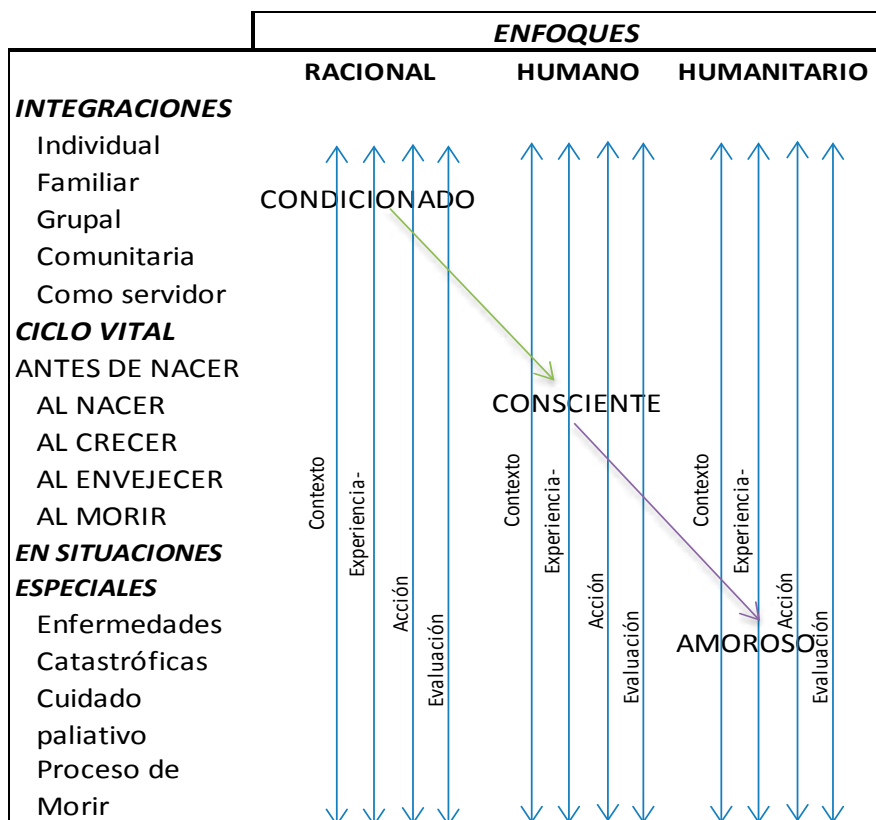 ENFOQUES
RACIONAL HUMANO HUMANITARIO
INTEGRACIONES
Individual
Familiar
CONDICIONADO
Grupal
Comunitaria
Como servidor
CICLO VITAL
ANTES DE NACER
AL NACER
CONSCIENTE
AL CRECER
AL ENVEJECER
AL MORIR
EN SITUACIONES
ESPECIALES
Enfermedades
Catastróficas
AMOROSO
Cuidado
paliativo
Proceso de
Morir
Contexto
Experiencia-
Acción
Evaluación
Contexto
Experiencia-
Acción
Evaluación
Contexto
Experiencia-
Acción
Evaluación